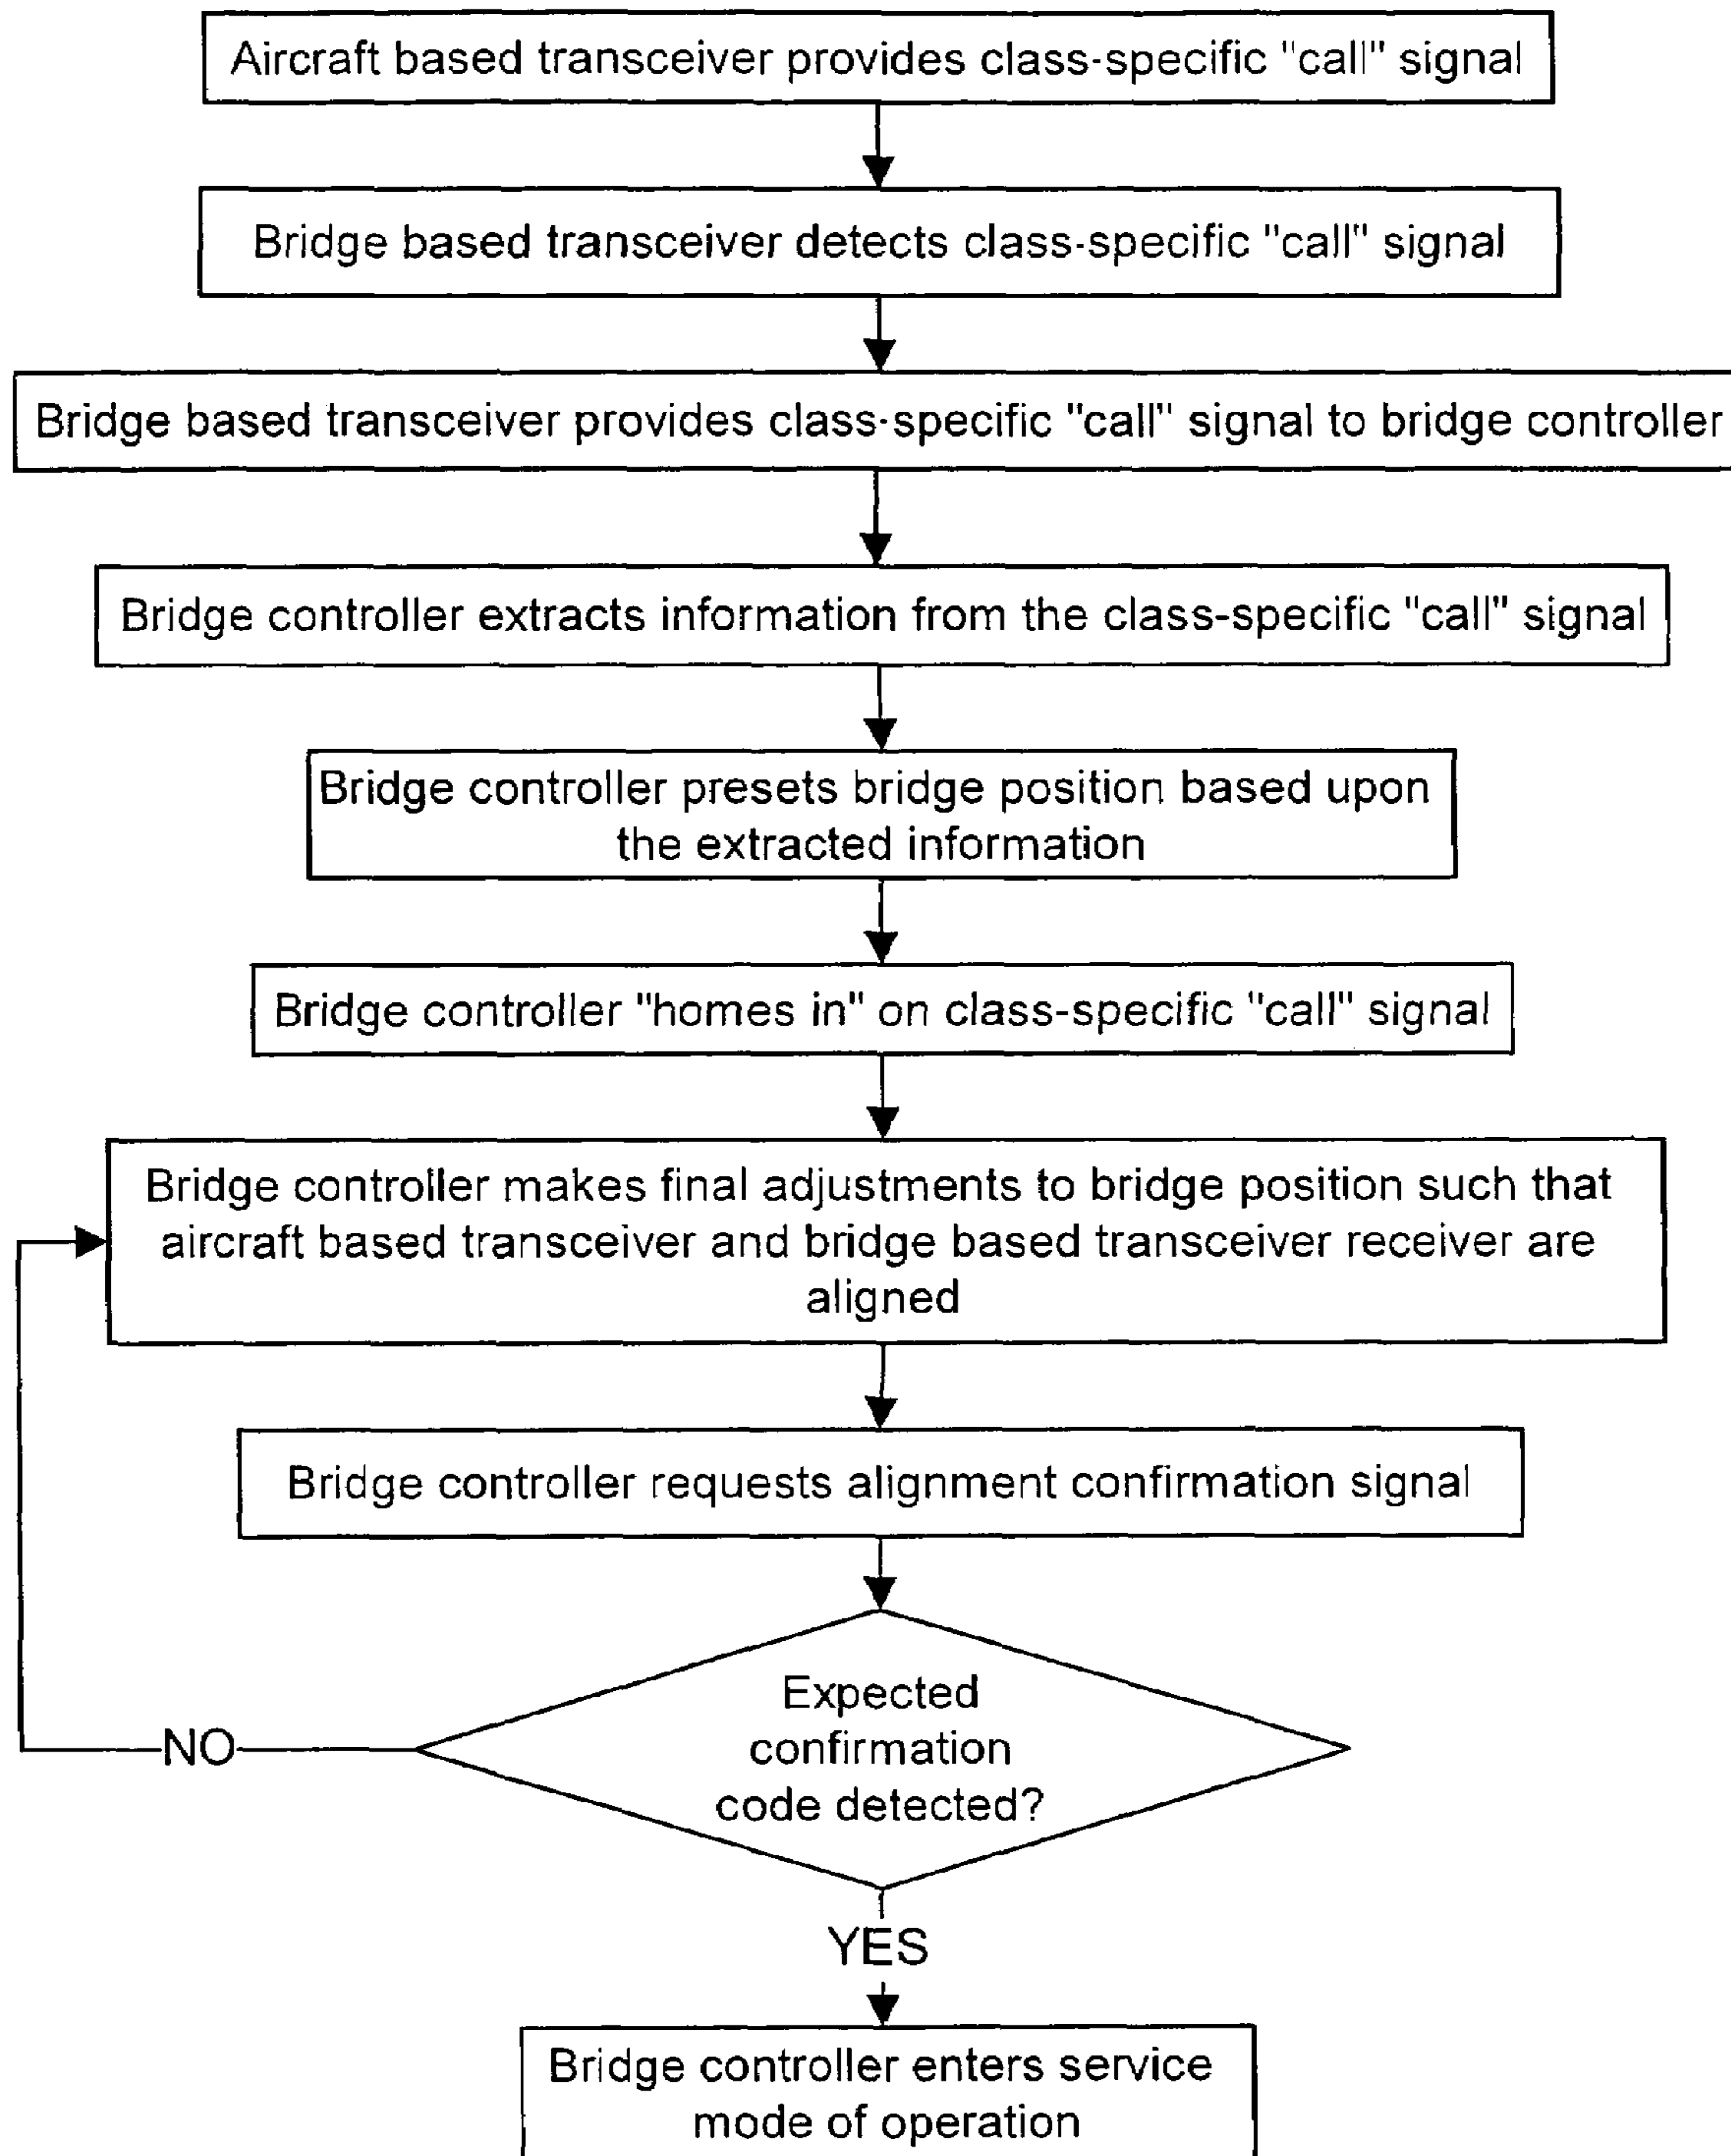 Aircraft based transceiver provides class-specific "call" signal
Bridge based transceiver detects class-specific "call" signal
Bridge based transceiver provides class-specific "call" signal to bridge controller
Bridge controller extracts information from the class-specific "call" signal
Bridge controller presets bridge position based upon
the extracted information
Bridge controller "homes in" on class-specific "call" signal
Bridge controller makes final adjustments to bridge position such that
aircraft based transceiver and bridge based transceiver receiver are
aligned
Bridge controller requests alignment confirmation signal
Expected
confirmation
code detected?
NO
YES
Bridge controller enters service
mode of operation